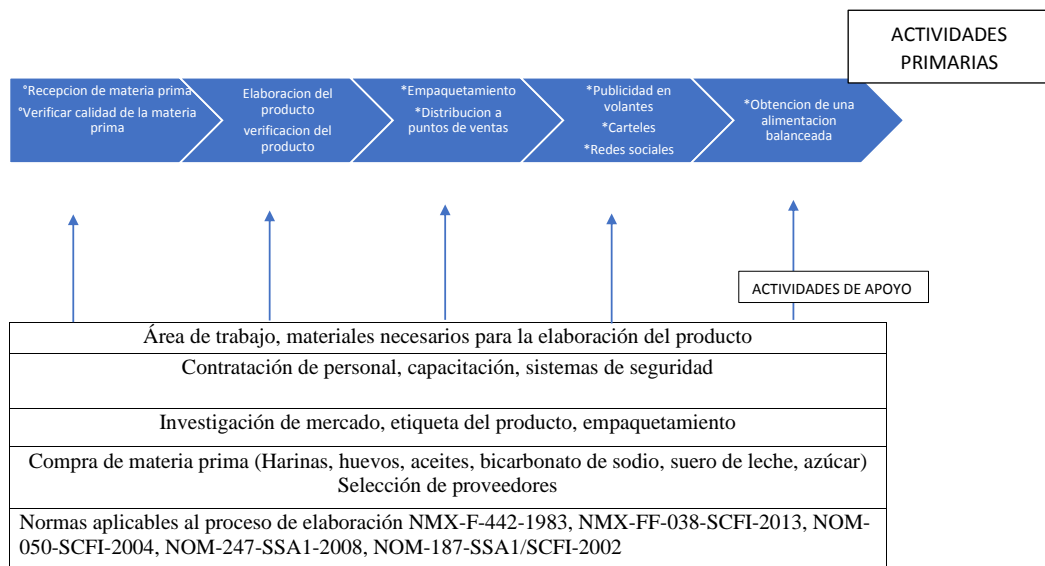 ACTIVIDADES
PRIMARIAS
°Recepcion de materia prima
°Verificar calidad de la materia
prima
Elaboracion del
producto
verificacion del
producto
*Empaquetamiento
*Distribucion a
puntos de ventas
*Publicidad en
volantes
*Carteles
*Redes sociales
*Obtencion de una
alimentacion
balanceada
ACTIVIDADES DE APOYO
Área de trabajo, materiales necesarios para la elaboración del producto
Contratación de personal, capacitación, sistemas de seguridad
Investigación de mercado, etiqueta del producto, empaquetamiento
Compra de materia prima (Harinas, huevos, aceites, bicarbonato de sodio, suero de leche, azúcar)
Selección de proveedores
Normas aplicables al proceso de elaboración NMX-F-442-1983, NMX-FF-038-SCFI-2013, NOM-
050-SCFI-2004, NOM-247-SSA1-2008, NOM-187-SSA1/SCFI-2002